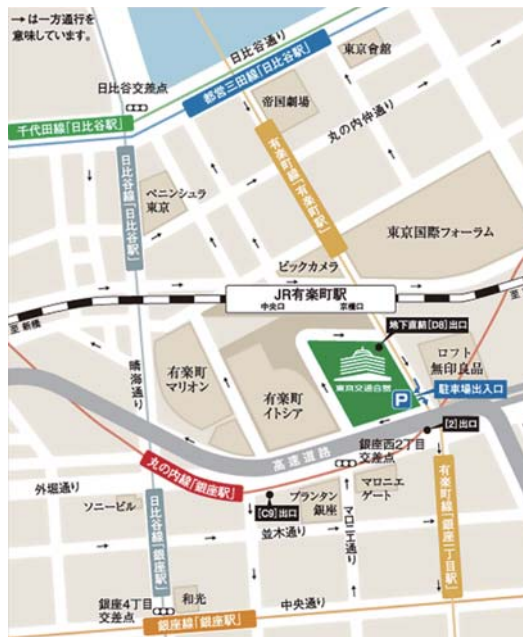 →は一方通行を
意味しています。
日比谷通り
東京會館
都営三田線「日比谷駅」
日比谷交差点
帝国劇場
千代田線「日比谷駅」
丸の内仲通り
日比谷線「日比谷駅」
有楽町線「有楽町駅」
ペニンシュラ
東京
東京国際フォーラム
ビックカメラ
JR有楽町駅
中央口
京橋口
至 新橋
至 東京
地下直結[D8]出口
晴海通り
有楽町
マリオン
有楽町
イトシア
東京交通会館
ロフト
無印良品
P
駐車場出入口
[2]出口
高速道路
銀座西2丁目
交差点
丸の内線「銀座駅」
外堀通り
マロニエ
ゲート
有楽町線「銀座一丁目駅」
ソニービル
日比谷線「銀座駅」
[C9]出口
プランタン
銀座
並木通り
マロニエ通り
銀座4丁目
交差点
和光
中央通り
銀座線「銀座駅」